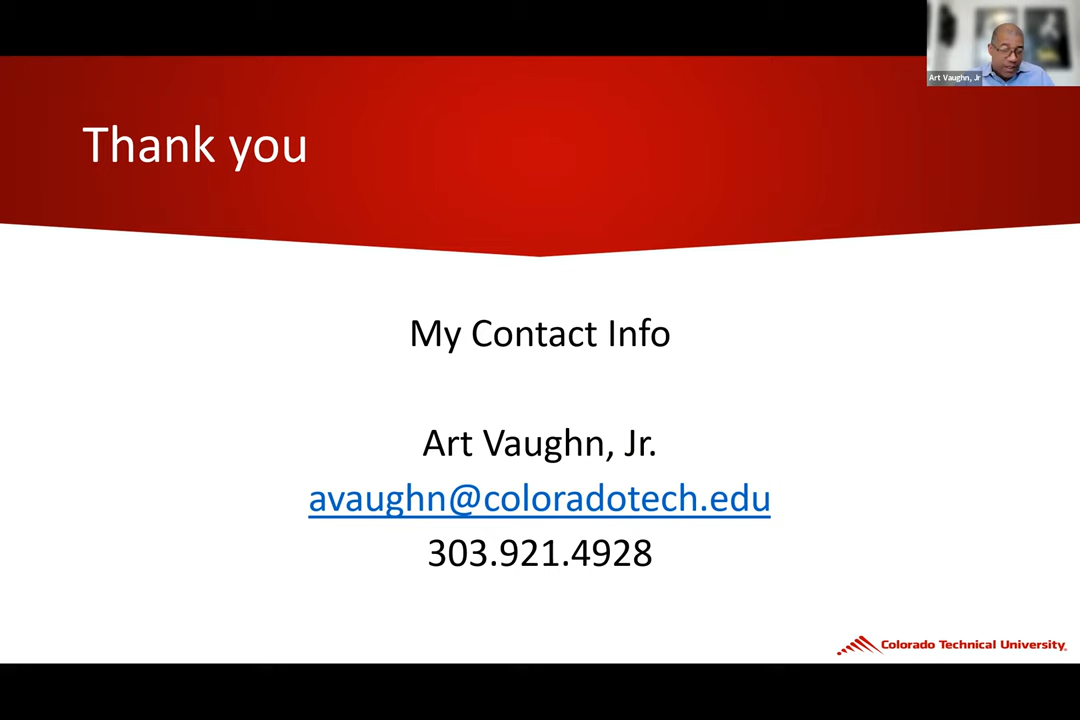 Art Vaughn, Jr
Thank you
My Contact Info
Art Vaughn, Jr.
avaughn@coloradotech.edu
303.921.4928
Colorado Technical University